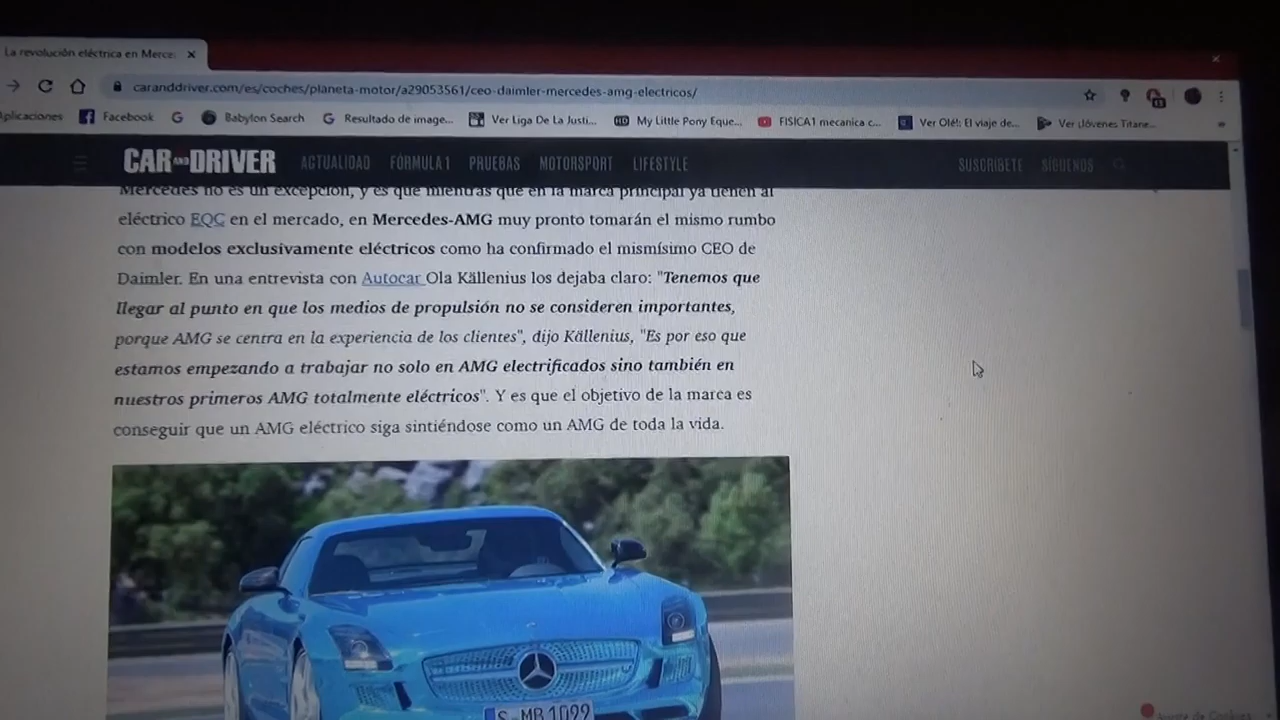 La revolución eléctrica en Merce
caranddriver.com/es/coches/planeta-motor/a29053561/ceo-daimler-mercedes-amg-electricos/
Aplicaciones Facebook Babylon Search Resultado de image... Ver Liga De La Justi... My Little Pony Eque... FISICA1 mecanica c... Ver Olé!: El viaje de... Ver ¡Jóvenes Titane...
CAR AND DRIVER ACTUALIDAD FÓRMULA 1 PRUEBAS MOTORSPORT LIFESTYLE SUSCRÍBETE SÍGUENOS
Mercedes no es un excepción, y es que mientras que en la marca principal ya tienen al
eléctrico EQC en el mercado, en Mercedes-AMG muy pronto tomarán el mismo rumbo
con modelos exclusivamente eléctricos como ha confirmado el mismísimo CEO de
Daimler. En una entrevista con Autocar Ola Källenius los dejaba claro: "Tenemos que
llegar al punto en que los medios de propulsión no se consideren importantes,
porque AMG se centra en la experiencia de los clientes", dijo Källenius, "Es por eso que
estamos empezando a trabajar no solo en AMG electrificados sino también en
nuestros primeros AMG totalmente eléctricos". Y es que el objetivo de la marca es
conseguir que un AMG eléctrico siga sintiéndose como un AMG de toda la vida.
S MB 1099